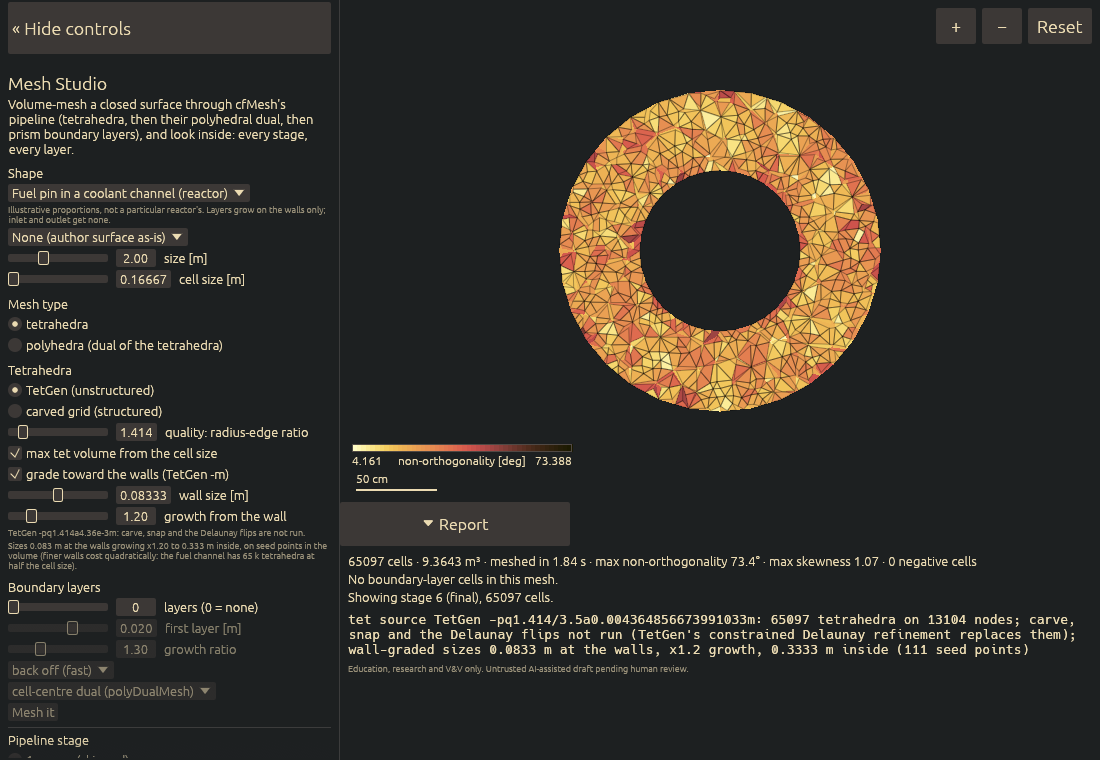 « Hide controls
Mesh Studio
Volume-mesh a closed surface through cfMesh's
pipeline (tetrahedra, then their polyhedral dual, then
prism boundary layers), and look inside: every stage,
every layer.
Shape
Fuel pin in a coolant channel (reactor)
Illustrative proportions, not a particular reactor's. Layers grow on the walls only;
inlet and outlet get none.
None (author surface as-is)
2.00 size [m]
0.16667 cell size [m]
Mesh type
tetrahedra
polyhedra (dual of the tetrahedra)
Tetrahedra
TetGen (unstructured)
carved grid (structured)
1.414 quality: radius-edge ratio
max tet volume from the cell size
grade toward the walls (TetGen -m)
0.08333 wall size [m]
1.20 growth from the wall
TetGen -pq1.414a4.36e-3m: carve, snap and the Delaunay flips are not run.
Sizes 0.083 m at the walls growing x1.20 to 0.333 m inside, on seed points in the
volume (finer walls cost quadratically: the fuel channel has 65 k tetrahedra at
half the cell size).
Boundary layers
0 layers (0 = none)
0.020 first layer [m]
1.30 growth ratio
back off (fast)
cell-centre dual (polyDualMesh)
Mesh it
Pipeline stage
+ − Reset
4.161 non-orthogonality [deg] 73.388
50 cm
Report
65097 cells · 9.3643 m³ · meshed in 1.84 s · max non-orthogonality 73.4° · max skewness 1.07 · 0 negative cells
No boundary-layer cells in this mesh.
Showing stage 6 (final), 65097 cells.
tet source TetGen -pq1.414/3.5a0.004364856673991033m: 65097 tetrahedra on 13104 nodes; carve,
snap and the Delaunay flips not run (TetGen's constrained Delaunay refinement replaces them);
wall-graded sizes 0.0833 m at the walls, x1.2 growth, 0.3333 m inside (111 seed points)
Education, research and V&V only. Untrusted AI-assisted draft pending human review.